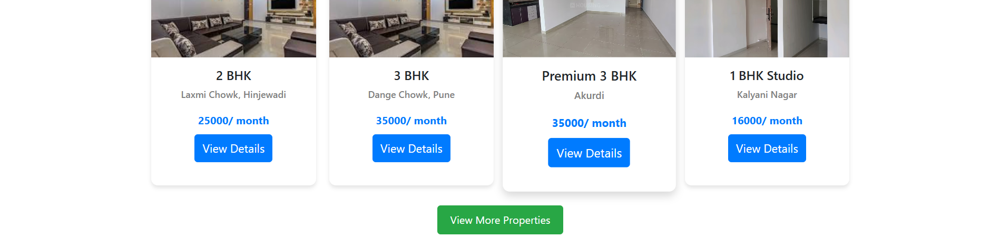 2 BHK
Laxmi Chowk, Hinjewadi
25000/ month
View Details
3 BHK
Dange Chowk, Pune
35000/ month
View Details
Premium 3 BHK
Akurdi
35000/ month
View Details
1 BHK Studio
Kalyani Nagar
16000/ month
View Details
View More Properties